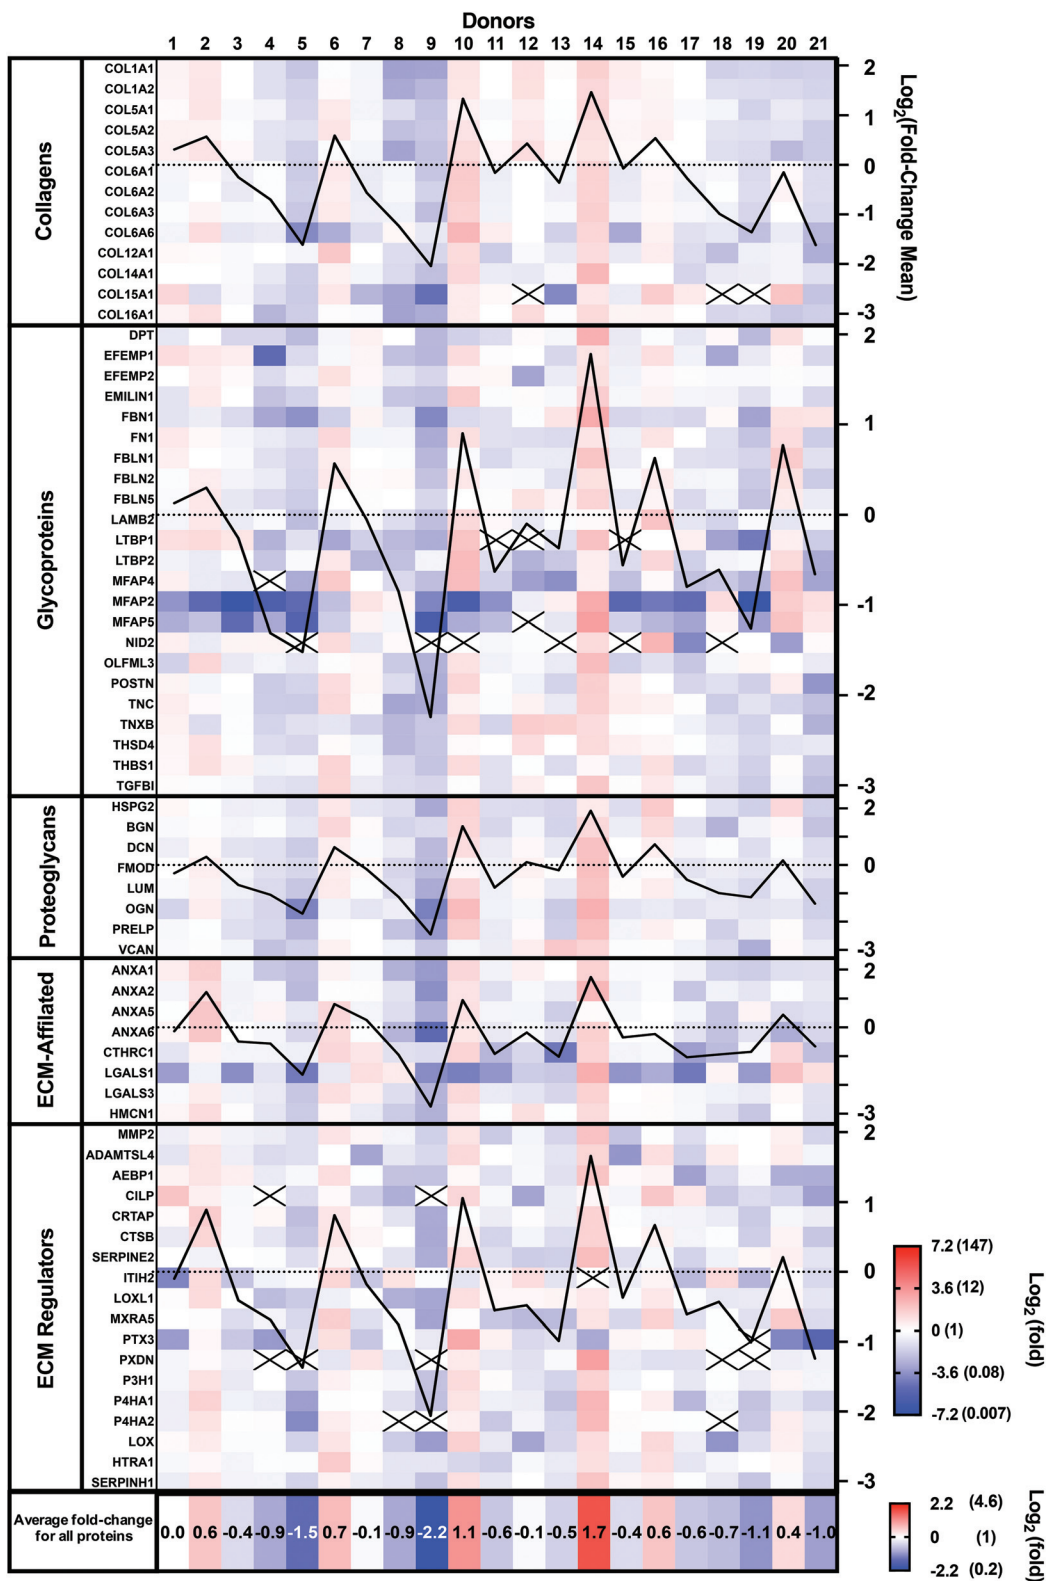 Donors
1 2 3 4 5 6 7 8 9 10 11 12 13 14 15 16 17 18 19 20 21
Collagens
COL1A1
COL1A2
COL5A1
COL5A2
COL5A3
COL6A1
COL6A2
COL6A3
COL6A6
COL12A1
COL14A1
COL15A1
COL16A1
2
1
0
-1
-2
-3
Log2(Fold-Change Mean)
Glycoproteins
DPT
EFEMP1
EFEMP2
EMILIN1
FBN1
FN1
FBLN1
FBLN2
FBLN5
LAMB2
LTBP1
LTBP2
MFAP4
MFAP2
MFAP5
NID2
OLFML3
POSTN
TNC
TNXB
THSD4
THBS1
TGFBI
2
1
0
-1
-2
-3
Proteoglycans
HSPG2
BGN
DCN
FMOD
LUM
OGN
PRELP
VCAN
2
0
-3
ECM-Affilated
ANXA1
ANXA2
ANXA5
ANXA6
CTHRC1
LGALS1
LGALS3
HMCN1
2
0
-3
ECM Regulators
MMP2
ADAMTSL4
AEBP1
CILP
CRTAP
CTSB
SERPINE2
ITIH2
LOXL1
MXRA5
PTX3
PXDN
P3H1
P4HA1
P4HA2
LOX
HTRA1
SERPINH1
2
1
0
-1
-2
-3
7.2 (147)
3.6 (12)
0 (1)
-3.6 (0.08)
-7.2 (0.007)
Log2 (fold)
Average fold-change
for all proteins
0.0 0.6 -0.4 -0.9 -1.5 0.7 -0.1 -0.9 -2.2 1.1 -0.6 -0.1 -0.5 1.7 -0.4 0.6 -0.6 -0.7 -1.1 0.4 -1.0
2.2 (4.6)
0 (1)
-2.2 (0.2)
Log2 (fold)